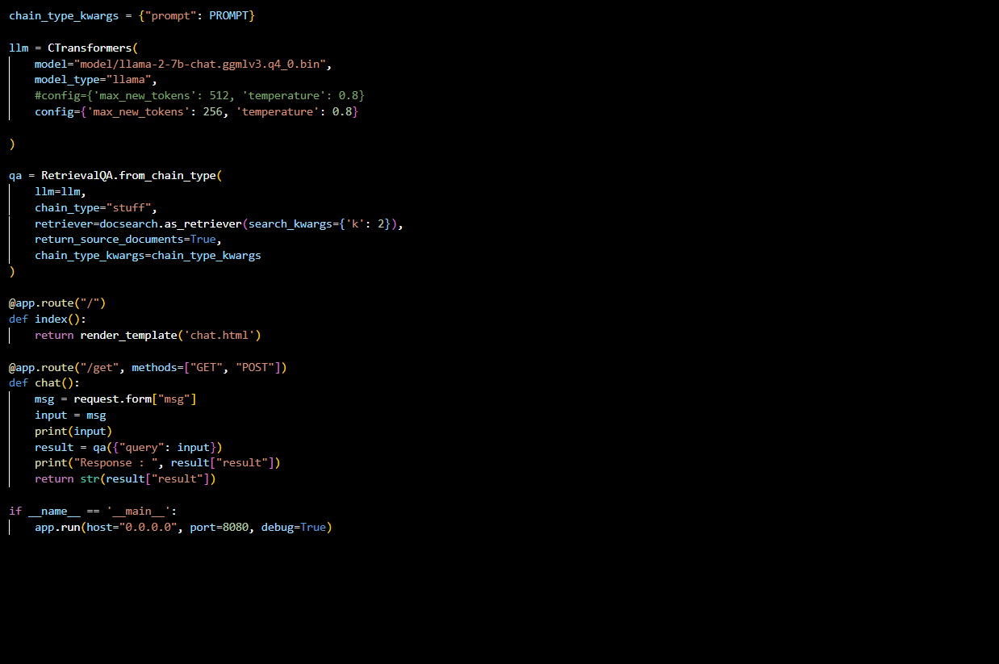 chain_type_kwargs = {"prompt": PROMPT}
llm = CTransformers(
    model="model/llama-2-7b-chat.ggmlv3.q4_0.bin",
    model_type="llama",
    #config={'max_new_tokens': 512, 'temperature': 0.8}
    config={'max_new_tokens': 256, 'temperature': 0.8}
)
qa = RetrievalQA.from_chain_type(
    llm=llm,
    chain_type="stuff",
    retriever=docsearch.as_retriever(search_kwargs={'k': 2}),
    return_source_documents=True,
    chain_type_kwargs=chain_type_kwargs
)
@app.route("/")
def index():
    return render_template('chat.html')
@app.route("/get", methods=["GET", "POST"])
def chat():
    msg = request.form["msg"]
    input = msg
    print(input)
    result = qa({"query": input})
    print("Response : ", result["result"])
    return str(result["result"])
if __name__ == '__main__':
    app.run(host="0.0.0.0", port=8080, debug=True)